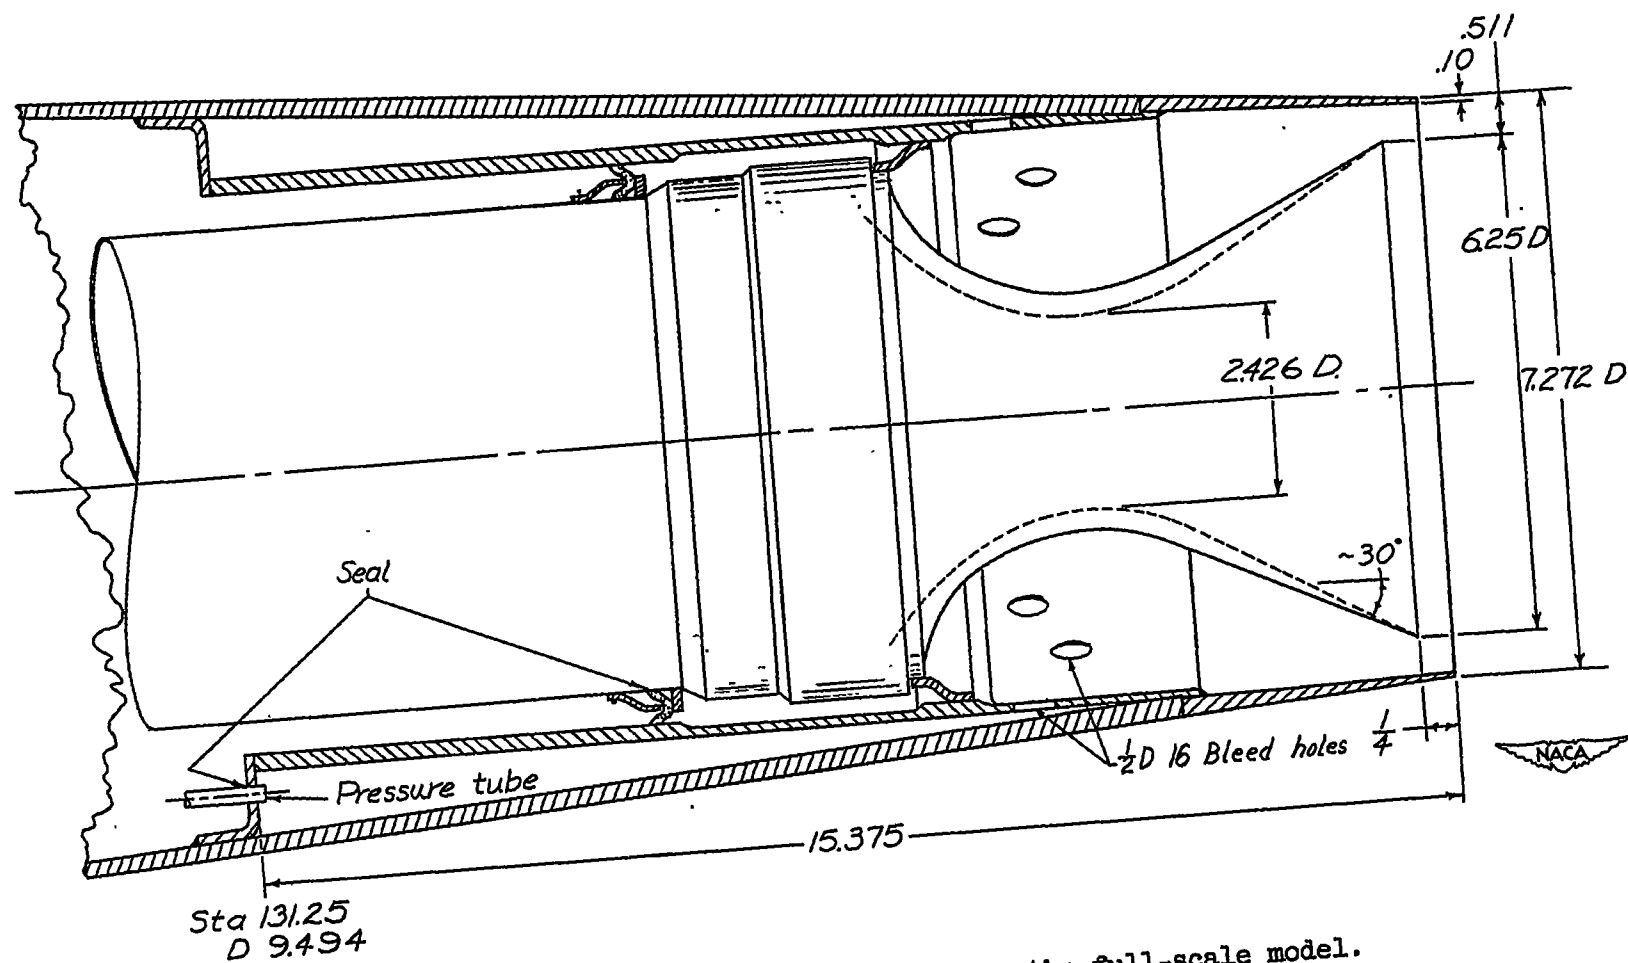 .511
.10
6.25 D
2.426 D.
7.272 D
~30°
Seal
1/2 D 16 Bleed holes
1/4
NACA
Pressure tube
15.375
Sta 131.25
D 9.494
full-scale model.